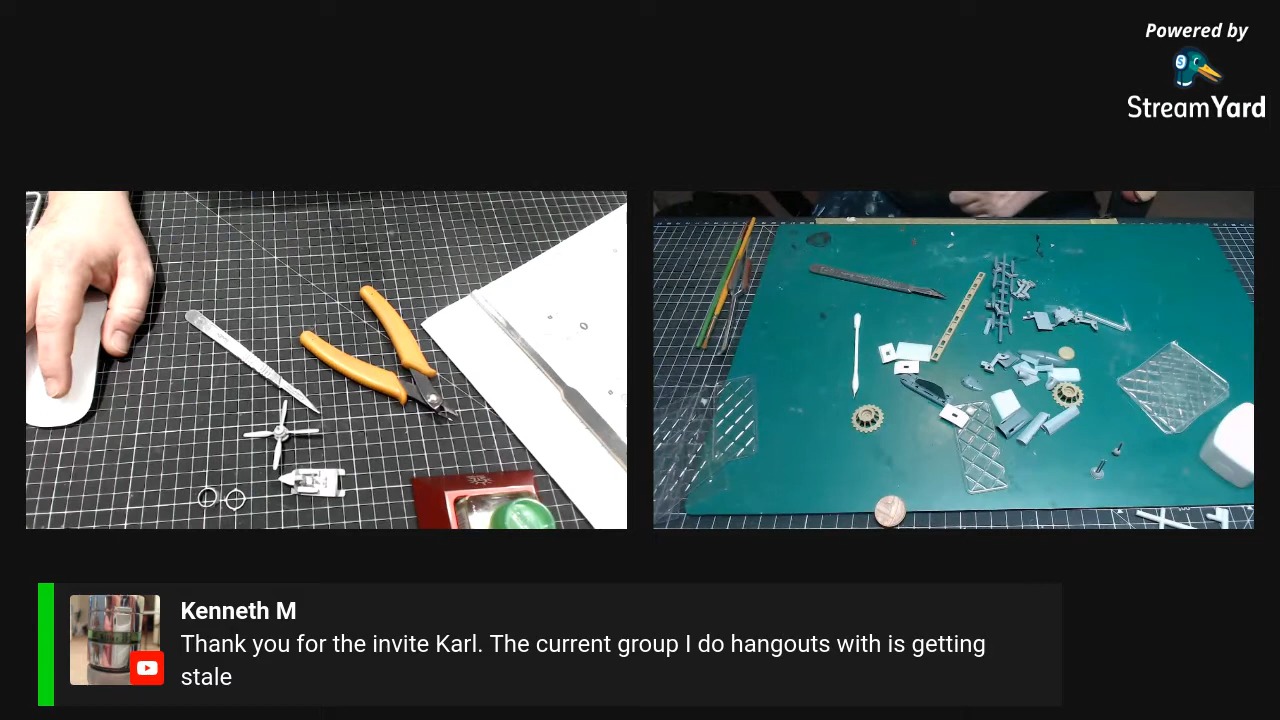 Powered by
StreamYard
Kenneth M
Thank you for the invite Karl. The current group I do hangouts with is getting
stale